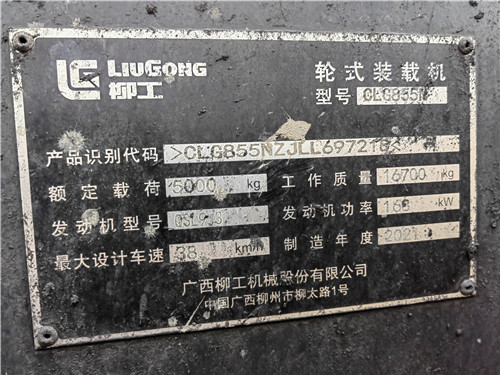 LIUGONG
柳工
轮式装载机
型号 CLG855N
产品识别代码 >CLG855NZJLL697218<
额定载荷 5000 kg 工作质量 16700 kg
发动机型号 发动机功率 168 kW
最大设计车速 38 km/h 制造年度 2021
广西柳工机械股份有限公司
中国广西柳州市柳太路1号